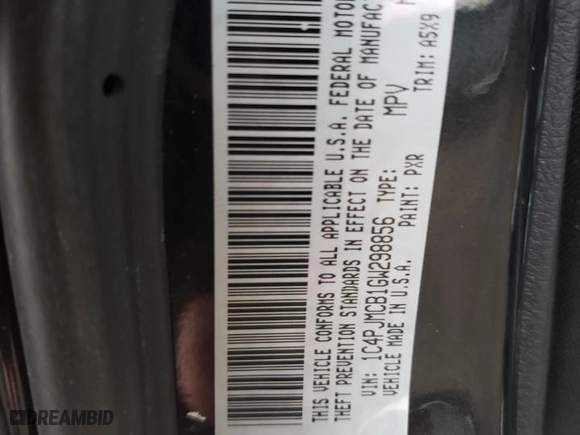 THIS VEHICLE CONFORMS TO ALL APPLICABLE U.S.A. FEDERAL MOTOR
THEFT PREVENTION STANDARDS IN EFFECT ON THE DATE OF MANUFAC
VIN: 1C4PJMCB1GW298856 TYPE: MPV
VEHICLE MADE IN U.S.A. PAINT: PXR TRIM: A5X9
DREAMBID